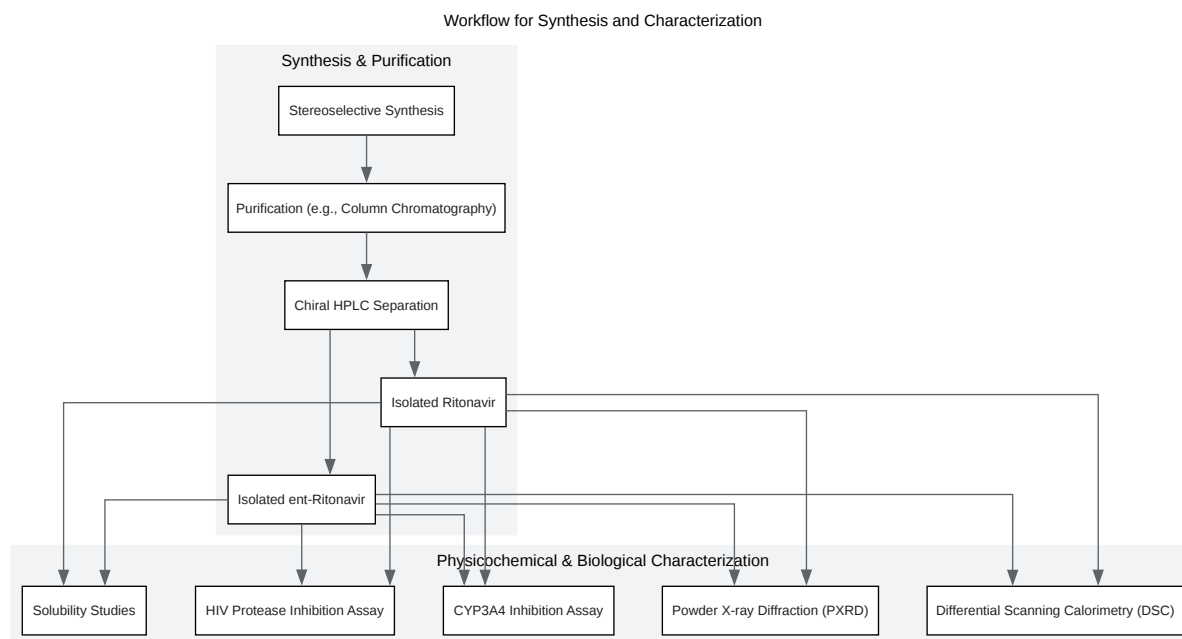 Workflow for Synthesis and Characterization
Synthesis & Purification
Stereoselective Synthesis
Purification (e.g., Column Chromatography)
Chiral HPLC Separation
Isolated Ritonavir
Isolated ent-Ritonavir
Physicochemical & Biological Characterization
Solubility Studies
HIV Protease Inhibition Assay
CYP3A4 Inhibition Assay
Powder X-ray Diffraction (PXRD)
Differential Scanning Calorimetry (DSC)